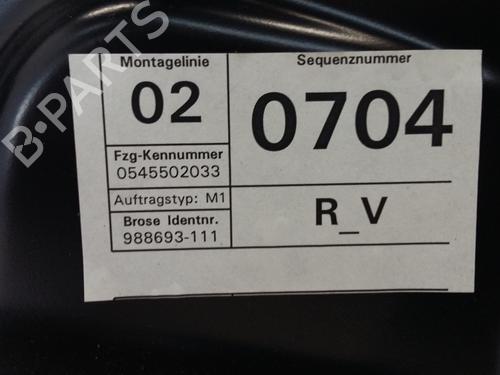 Montagelinie
02
Sequenznummer
0704
Fzg-Kennummer
0545502033
Auftragstyp: M1
Brose Identnr.
988693-111
R_V
B-PARTS